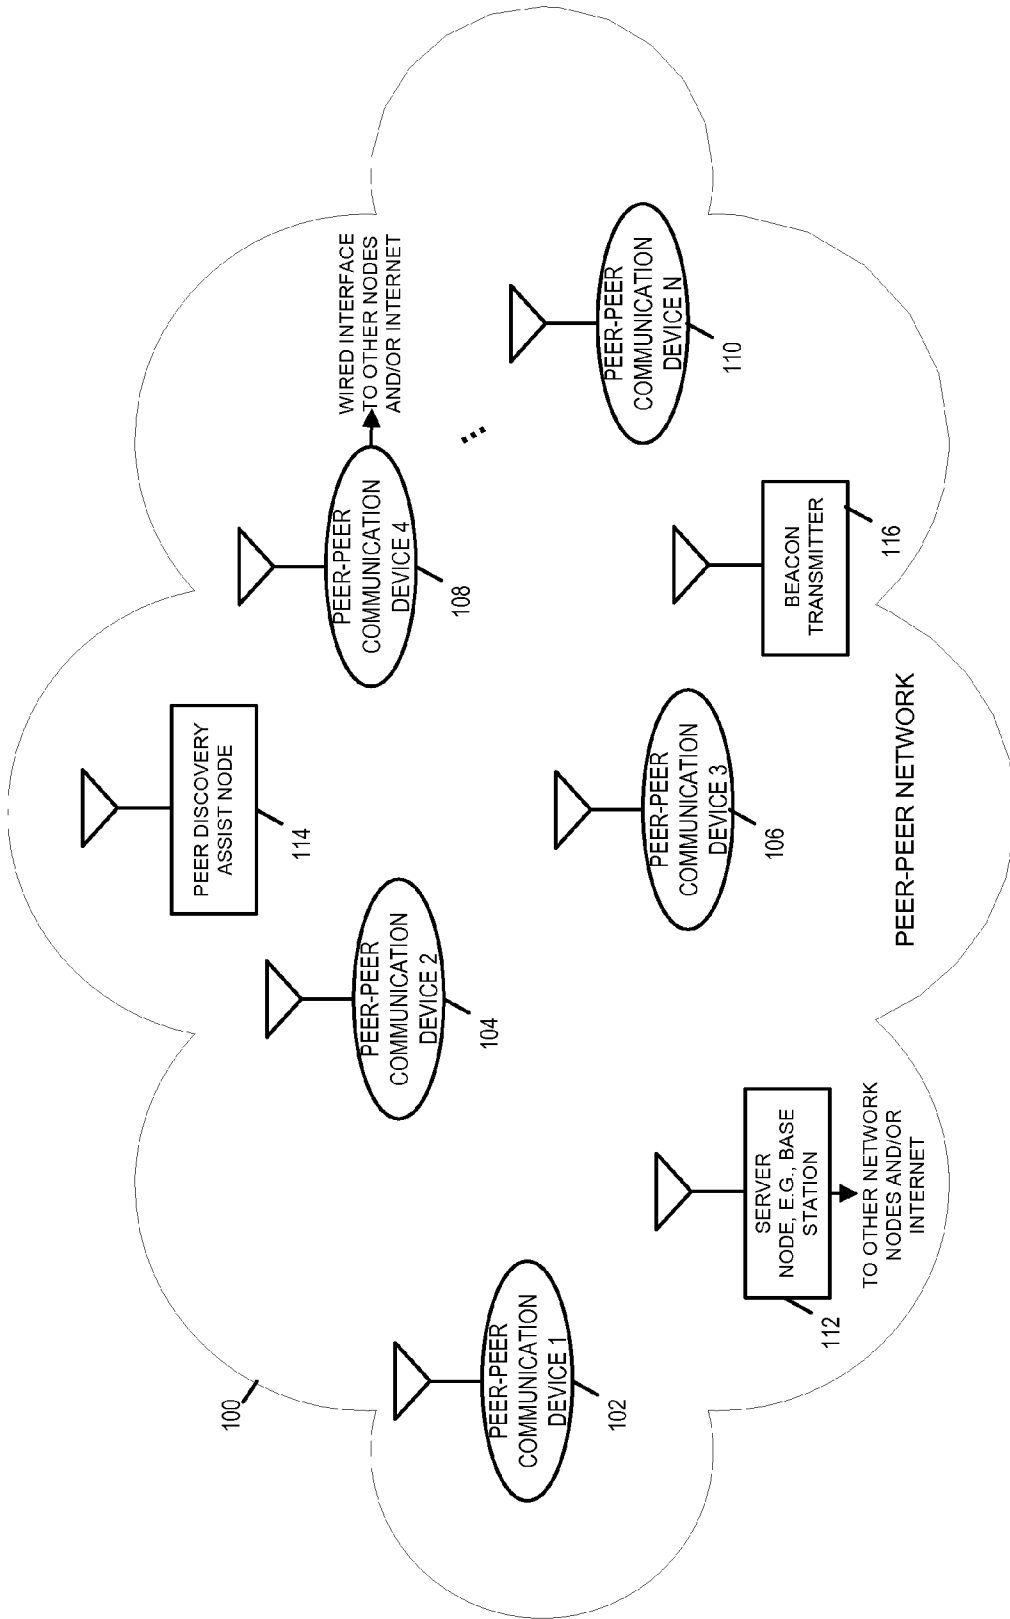 100
PEER DISCOVERY
ASSIST NODE
114
PEER-PEER
COMMUNICATION
DEVICE 2
104
PEER-PEER
COMMUNICATION
DEVICE 4
108
WIRED INTERFACE
TO OTHER NODES
AND/OR INTERNET
...
PEER-PEER
COMMUNICATION
DEVICE 1
102
PEER-PEER
COMMUNICATION
DEVICE 3
106
PEER-PEER
COMMUNICATION
DEVICE N
110
SERVER
NODE, E.G., BASE
STATION
112
TO OTHER NETWORK
NODES AND/OR
INTERNET
BEACON
TRANSMITTER
116
PEER-PEER NETWORK